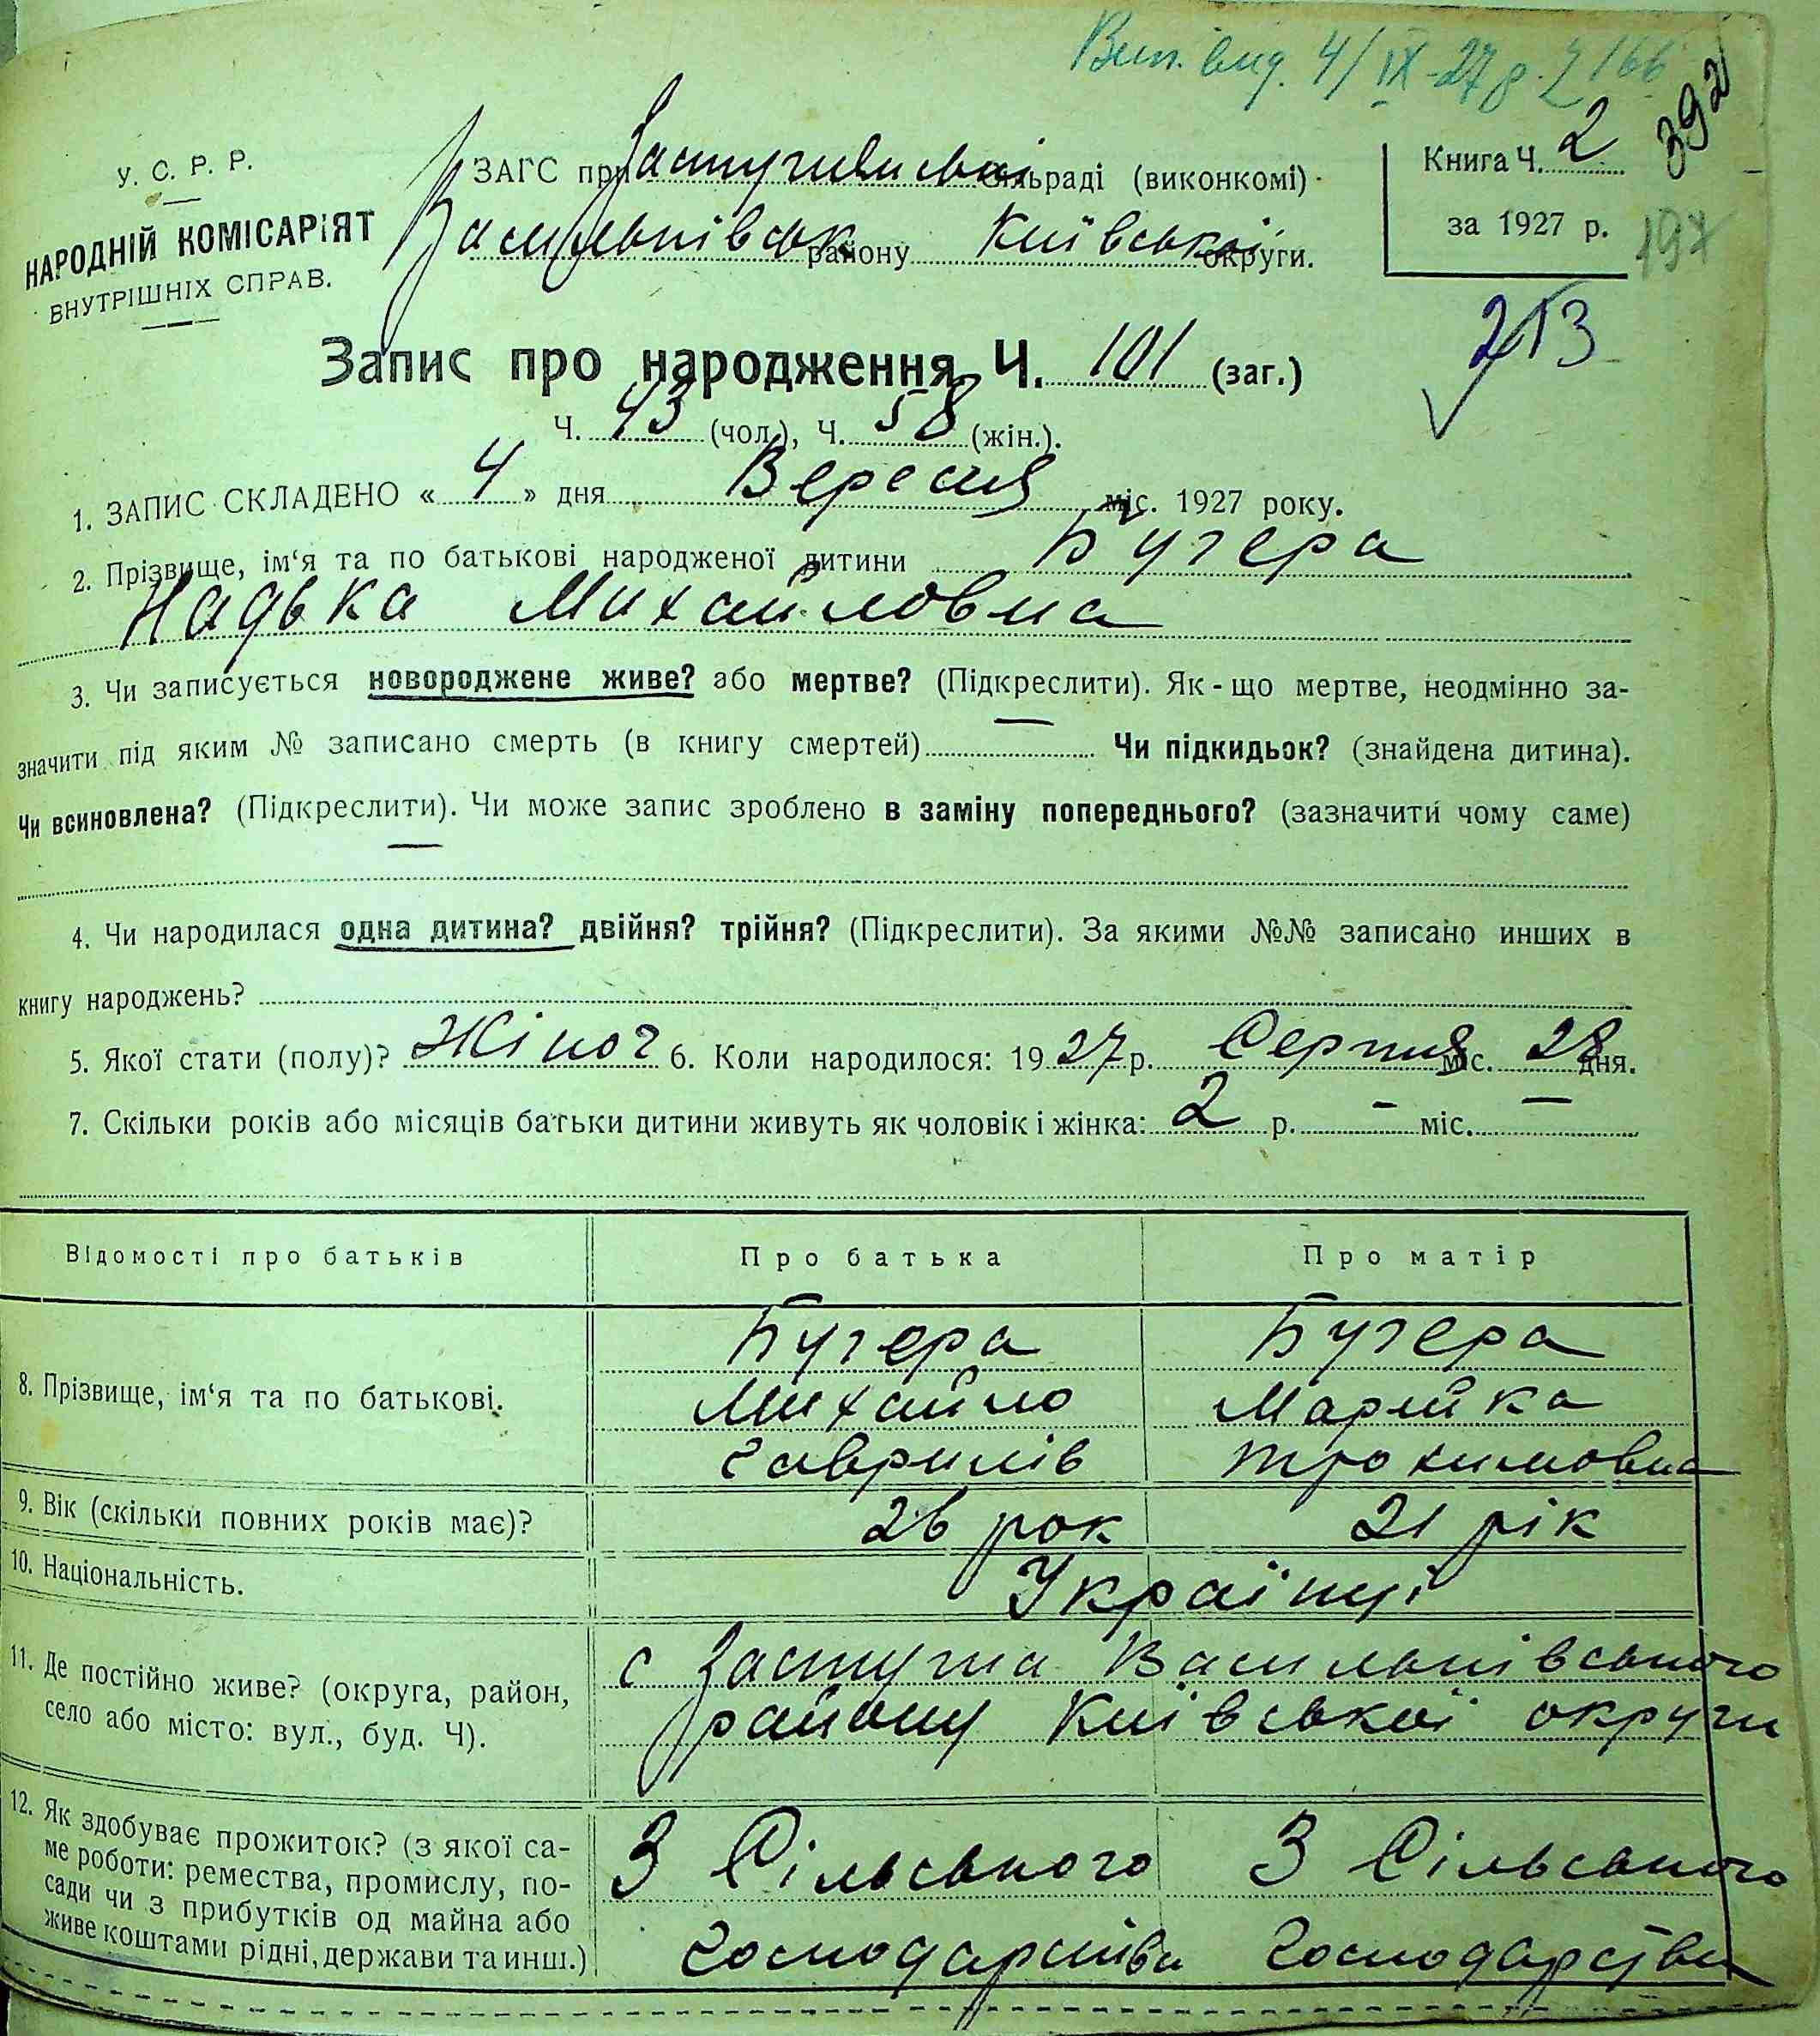 Вип. вид. 4/IX-27 р. 2166
392
У. С. Р. Р.
НАРОДНІЙ КОМІСАРІЯТ
ВНУТРІШНІХ СПРАВ.
ЗАГС при Застугнянській сільраді (виконкомі)
Васильківськ району Київської округи.
Книга Ч. 2
за 1927 р.
197
213
Запис про народження Ч. 101 (заг.)
Ч. 43 (чол.), Ч. 58 (жін.).
1. ЗАПИС СКЛАДЕНО « 4 » дня Вересня міс. 1927 року.
2. Прізвище, ім‘я та по батькові народженої дитини Бугера
Надька Михайловна
3. Чи записується новороджене живе? або мертве? (Підкреслити). Як-що мертве, неодмінно за-
значити під яким № записано смерть (в книгу смертей) — Чи підкидьок? (знайдена дитина).
Чи всиновлена? (Підкреслити). Чи може запис зроблено в заміну попереднього? (зазначити чому саме)
—
4. Чи народилася одна дитина? двійня? трійня? (Підкреслити). За якими №№ записано инших в
книгу народжень?
5. Якої стати (полу)? Жіноч 6. Коли народилося: 1927 р. Серпня міс. 28 дня.
7. Скільки років або місяців батьки дитини живуть як чоловік і жінка: 2 р. - міс. —
Відомості про батьків Про батька Про матір
8. Прізвище, ім‘я та по батькові.
Бугера Бугера
Михайло Марійка
Гаврилів Трохимовна
9. Вік (скільки повних років має)? 26 рок 21 рік
10. Національність. Українці
11. Де постійно живе? (округа, район,
село або місто: вул., буд. Ч).
с Застугна Васильківського
району Київської округи
12. Як здобуває прожиток? (з якої са-
ме роботи: ремества, промислу, по-
сади чи з прибутків од майна або
живе коштами рідні, держави та инш.)
З Сільського З Сільського
Господарства Господарства